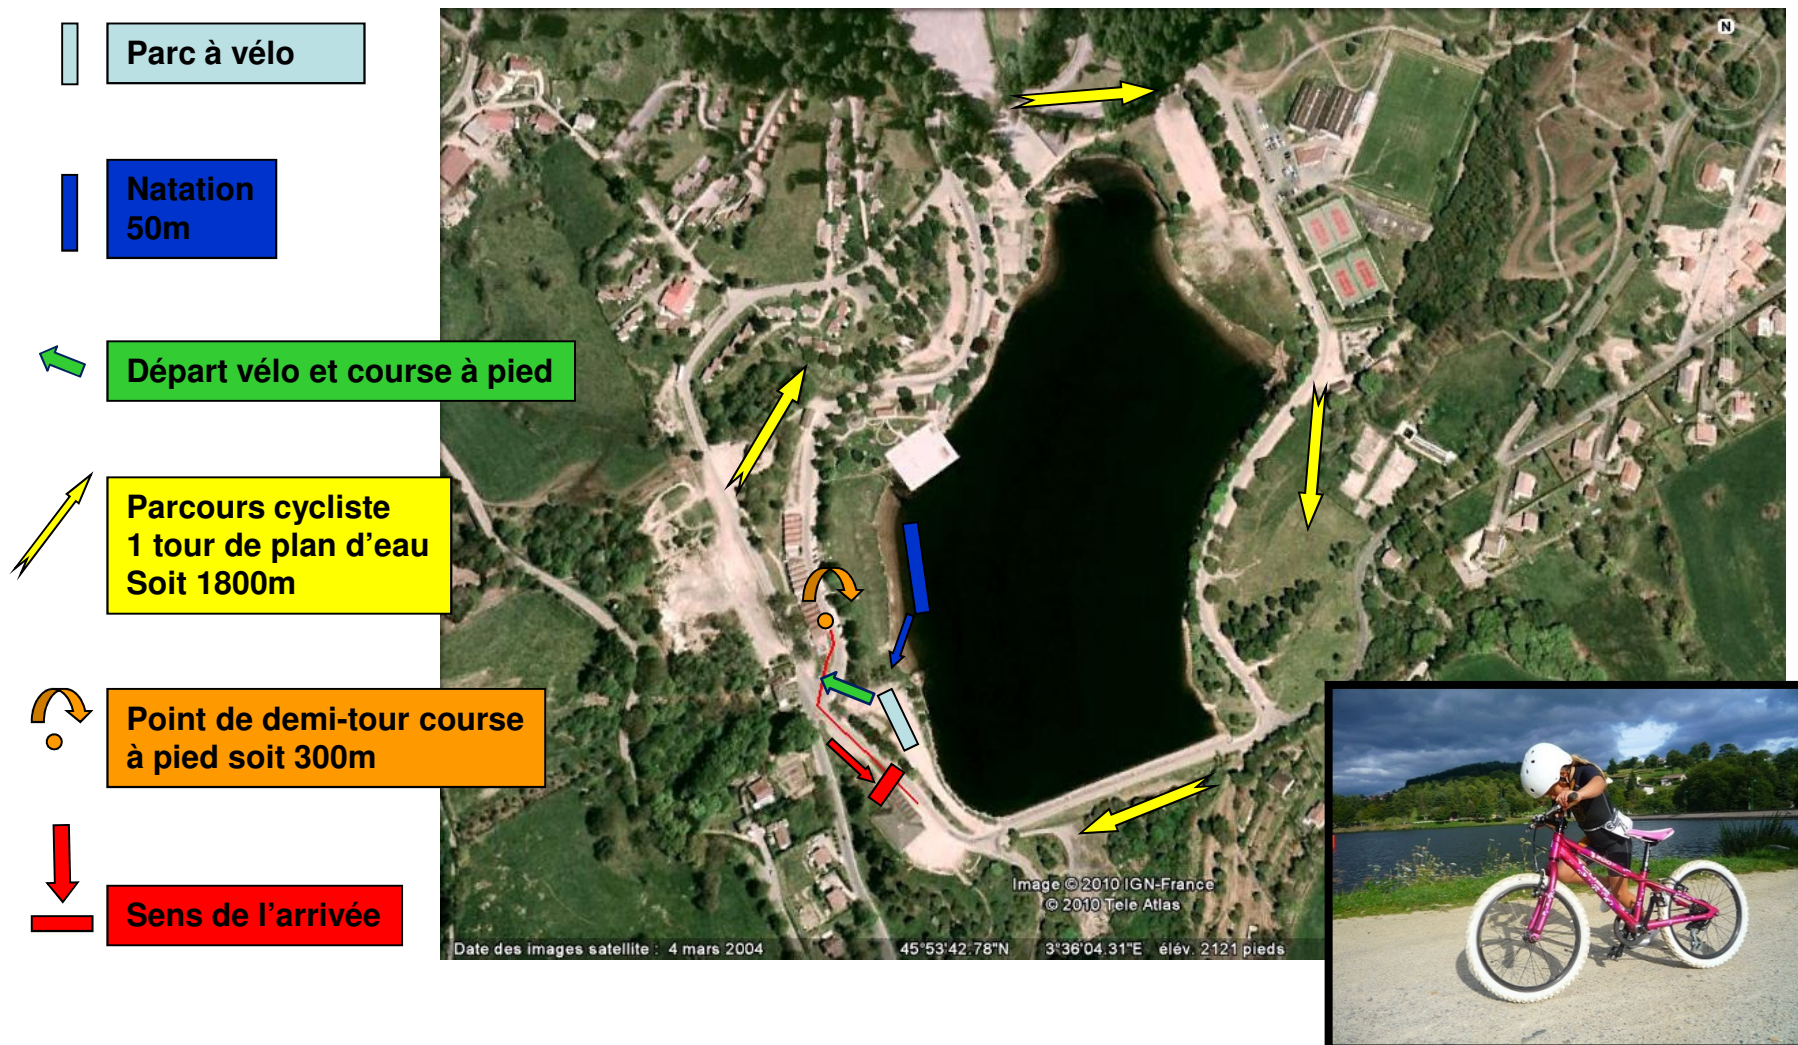 Parc à vélo
Natation
50m
Départ vélo et course à pied
Parcours cycliste
1 tour de plan d’eau
Soit 1800m
Point de demi-tour course
à pied soit 300m
Sens de l’arrivée
N
Image © 2010 IGN-France
© 2010 Tele Atlas
Date des images satellite : 4 mars 2004 45°53'42.78"N 3°36'04.31"E élév. 2121 pieds